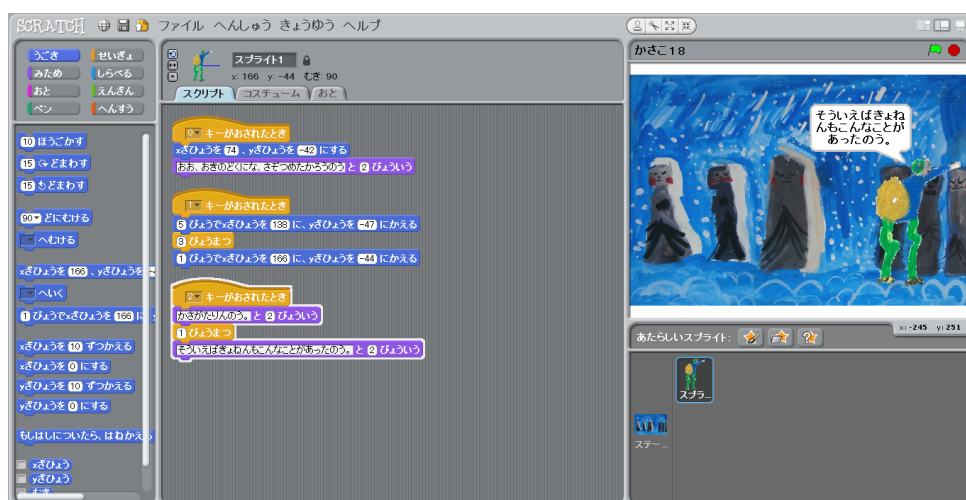 SCRATCH ファイル へんしゅう きょうゆう ヘルプ
うごき せいぎょ
みため しらべる
おと えんざん
ペン へんすう
10 ほうごかす
15 どまわす
15 もどまわす
90 どにむける
へむける
xざひょうを 166 、yざひょうを
へいく
1 びょうでxざひょうを 166 に、
xざひょうを 10 ずつかえる
xざひょうを 0 にする
yざひょうを 10 ずつかえる
yざひょうを 0 にする
もしはしについたら、はねかえる
xざひょう
yざひょう
むき
スプライト1
x: 166 y: -44 むき: 90
スクリプト コスチューム おと
0 キーがおされたとき
xざひょうを 74 、yざひょうを -42 にする
おお、おきのどくにな、さぞつめたかろうのう と 2 びょういう
1 キーがおされたとき
5 びょうでxざひょうを 138 に、yざひょうを -47 にかえる
3 びょうまつ
1 びょうでxざひょうを 166 に、yざひょうを -44 にかえる
2 キーがおされたとき
かさがたりんのう。 と 2 びょういう
1 びょうまつ
そういえばきょねんもこんなことがあったのう。 と 2 びょういう
かさこ18
そういえばきょね
んもこんなことが
あったのう。
x: -245 y: 251
あたらしいスプライト:
スプラ...
ステー...